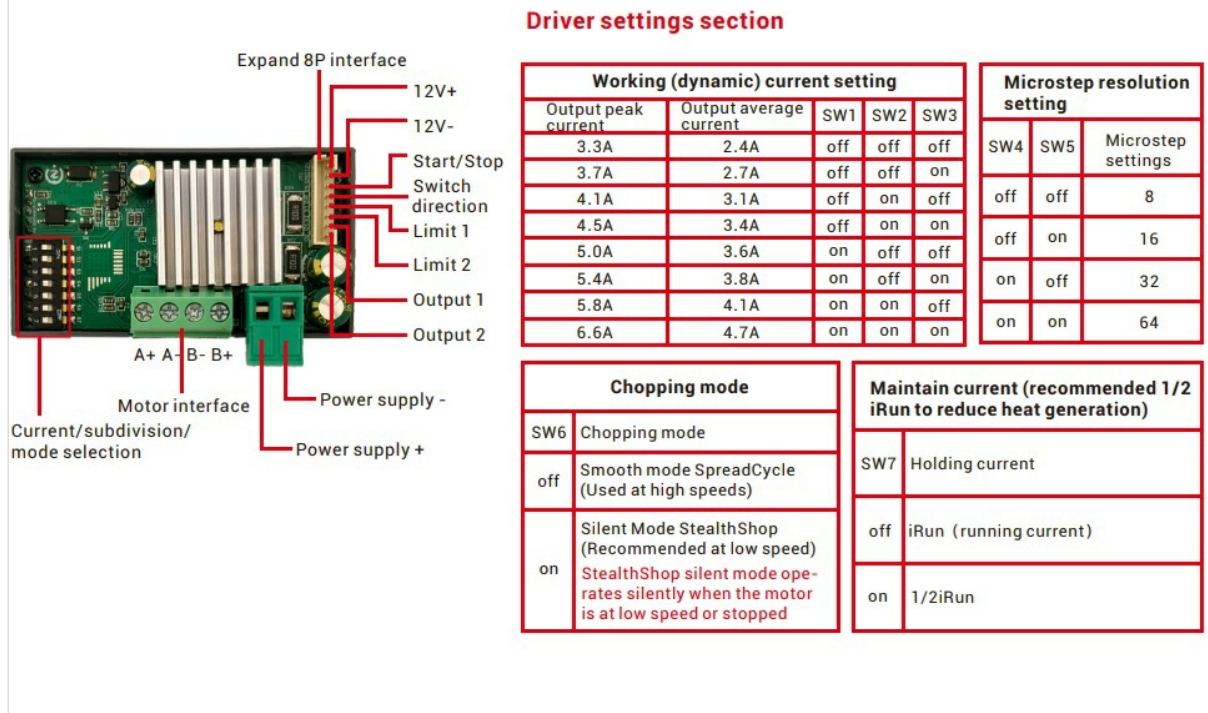 Driver settings section
Expand 8P interface
12V+
12V-
Start/Stop
Switch
direction
Limit 1
Limit 2
Output 1
Output 2
A+ A- B- B+
Motor interface
Power supply -
Power supply +
Current/subdivision/
mode selection
Working (dynamic) current setting
Output peak current Output average current SW1 SW2 SW3
3.3A 2.4A off off off
3.7A 2.7A off off on
4.1A 3.1A off on off
4.5A 3.4A off on on
5.0A 3.6A on off off
5.4A 3.8A on off on
5.8A 4.1A on on off
6.6A 4.7A on on on
Microstep resolution
setting
SW4 SW5 Microstep settings
off off 8
off on 16
on off 32
on on 64
Chopping mode
SW6 Chopping mode
off Smooth mode SpreadCycle
(Used at high speeds)
on Silent Mode StealthShop
(Recommended at low speed)
StealthShop silent mode ope-
rates silently when the motor
is at low speed or stopped
Maintain current (recommended 1/2
iRun to reduce heat generation)
SW7 Holding current
off iRun (running current)
on 1/2iRun